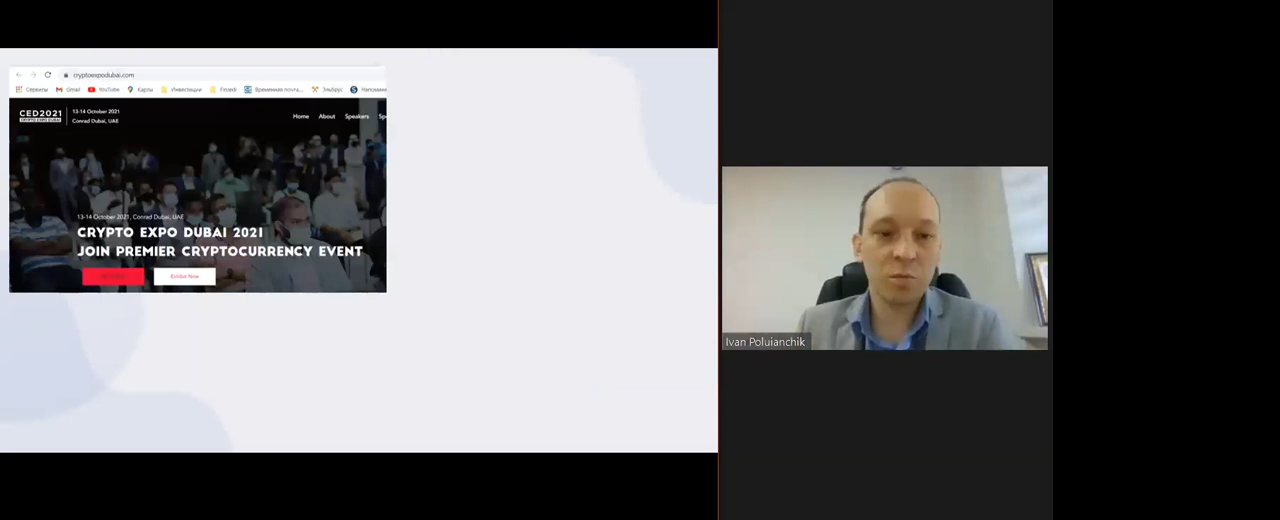 cryptoexpodubai.com
Сервисы Gmail YouTube Карты Инвестиции Временная почта... Эльбрус
CED2021
CRYPTO EXPO DUBAI
13-14 October 2021
Conrad Dubai, UAE
Home About Speakers Sp
13-14 October 2021, Conrad Dubai, UAE
CRYPTO EXPO DUBAI 2021
JOIN PREMIER CRYPTOCURRENCY EVENT
Exhibit Now
Ivan Poluianchik